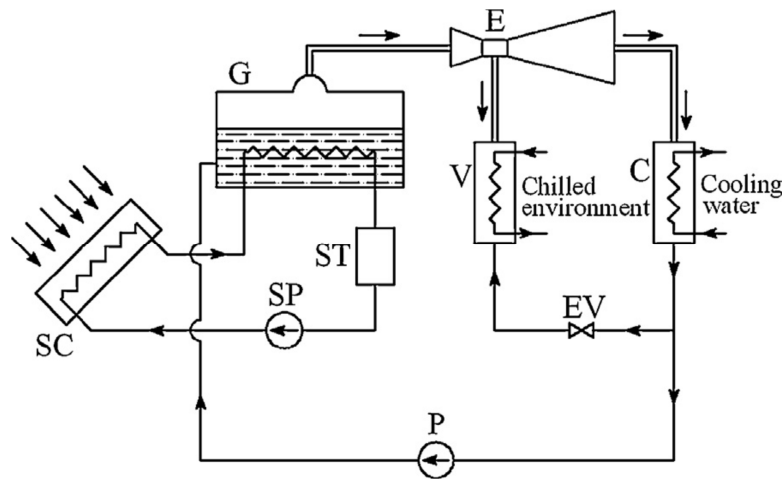 E
G
V
Chilled
environment
C
Cooling
water
ST
SP
EV
SC
P